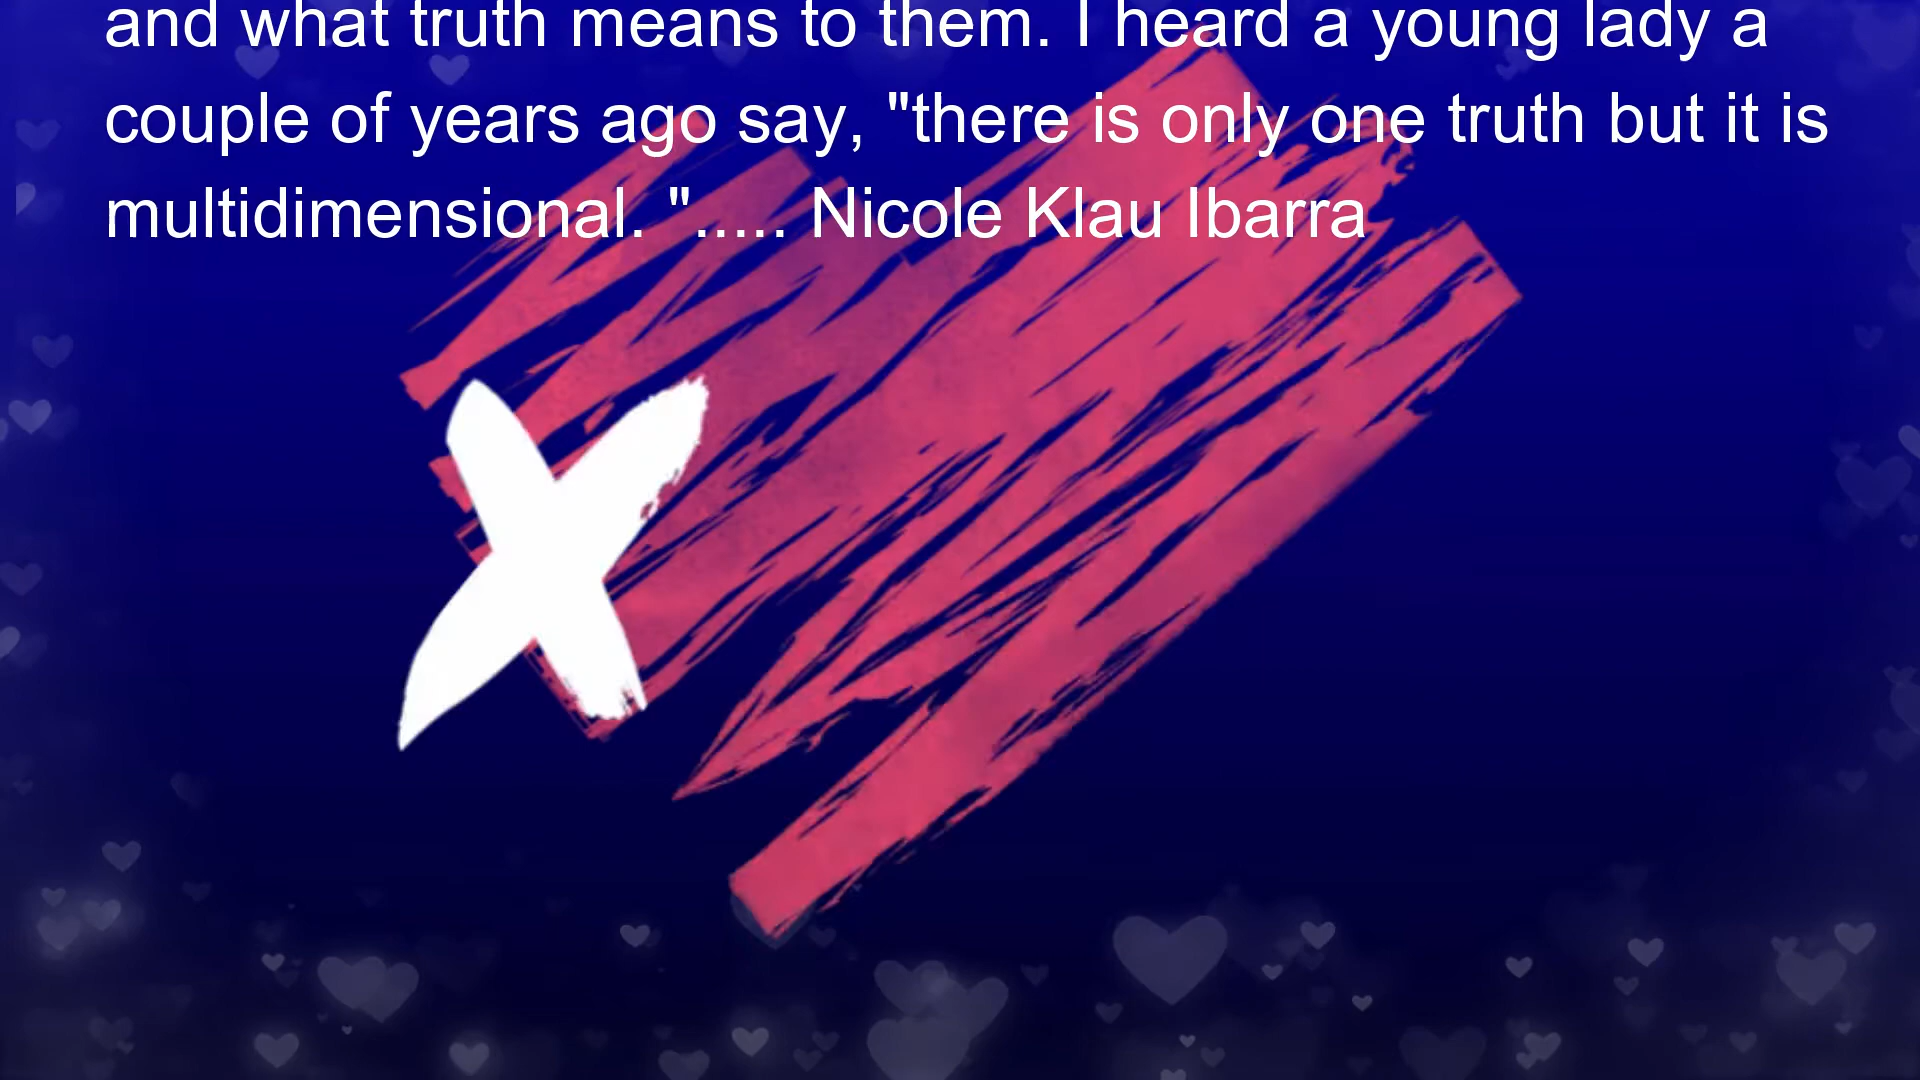 and what truth means to them. I heard a young lady a
couple of years ago say, "there is only one truth but it is
multidimensional. "..... Nicole Klau Ibarra
X